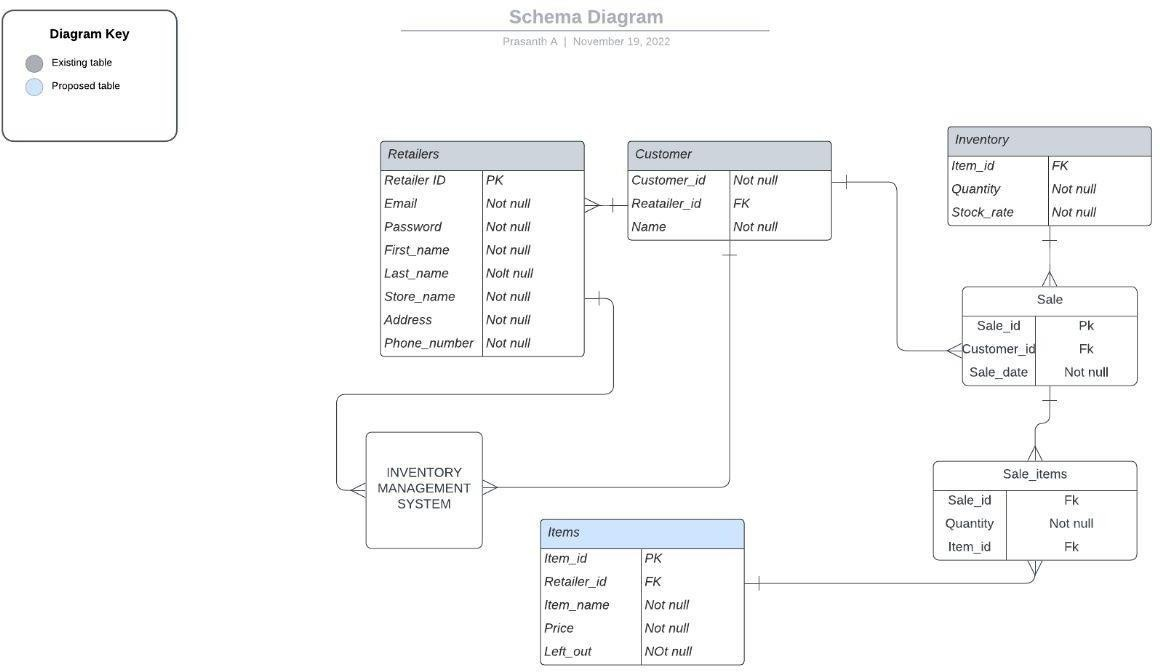 Schema Diagram
Prasanth A | November 19, 2022
Diagram Key
Existing table
Proposed table
Retailers
Retailer ID PK
Email Not null
Password Not null
First_name Not null
Last_name Nolt null
Store_name Not null
Address Not null
Phone_number Not null
Customer
Customer_id Not null
Reatailer_id FK
Name Not null
Inventory
Item_id FK
Quantity Not null
Stock_rate Not null
Sale
Sale_id Pk
Customer_id Fk
Sale_date Not null
INVENTORY
MANAGEMENT
SYSTEM
Sale_items
Sale_id Fk
Quantity Not null
Item_id Fk
Items
Item_id PK
Retailer_id FK
Item_name Not null
Price Not null
Left_out NOt null